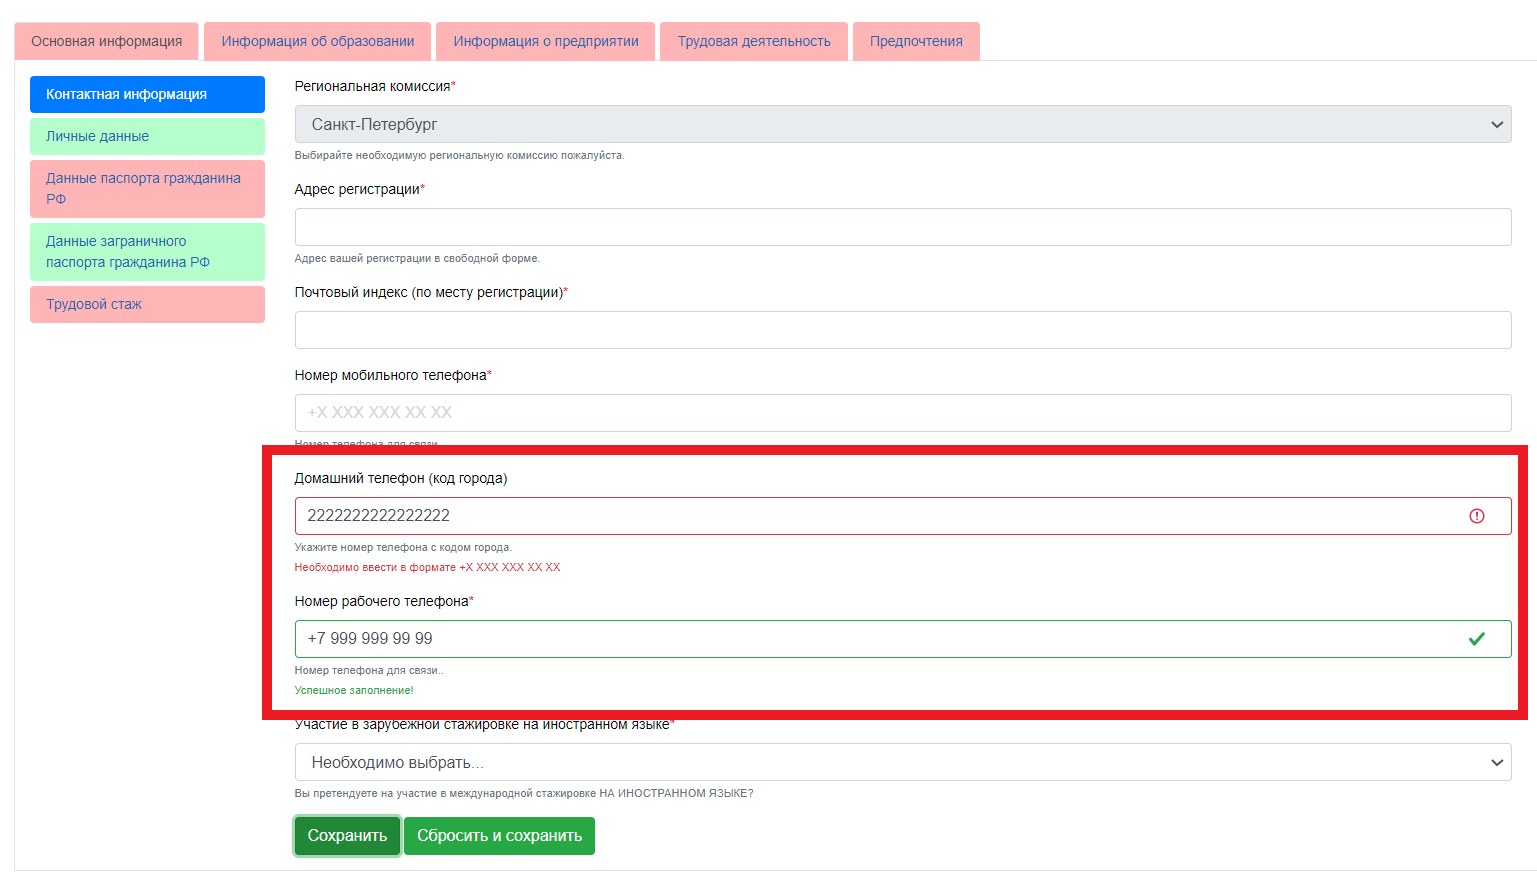 Основная информация
Информация об образовании
Информация о предприятии
Трудовая деятельность
Предпочтения
Контактная информация
Личные данные
Данные паспорта гражданина
РФ
Данные заграничного
паспорта гражданина РФ
Трудовой стаж
Региональная комиссия*
Санкт-Петербург
Выбирайте необходимую региональную комиссию пожалуйста.
Адрес регистрации*
Адрес вашей регистрации в свободной форме.
Почтовый индекс (по месту регистрации)*
Номер мобильного телефона*
+X XXX XXX XX XX
Номер телефона для связи..
Домашний телефон (код города)
2222222222222222
Укажите номер телефона с кодом города.
Необходимо ввести в формате +X XXX XXX XX XX
Номер рабочего телефона*
+7 999 999 99 99
Номер телефона для связи..
Успешное заполнение!
Участие в зарубежной стажировке на иностранном языке*
Необходимо выбрать...
Вы претендуете на участие в международной стажировке НА ИНОСТРАННОМ ЯЗЫКЕ?
Сохранить
Сбросить и сохранить